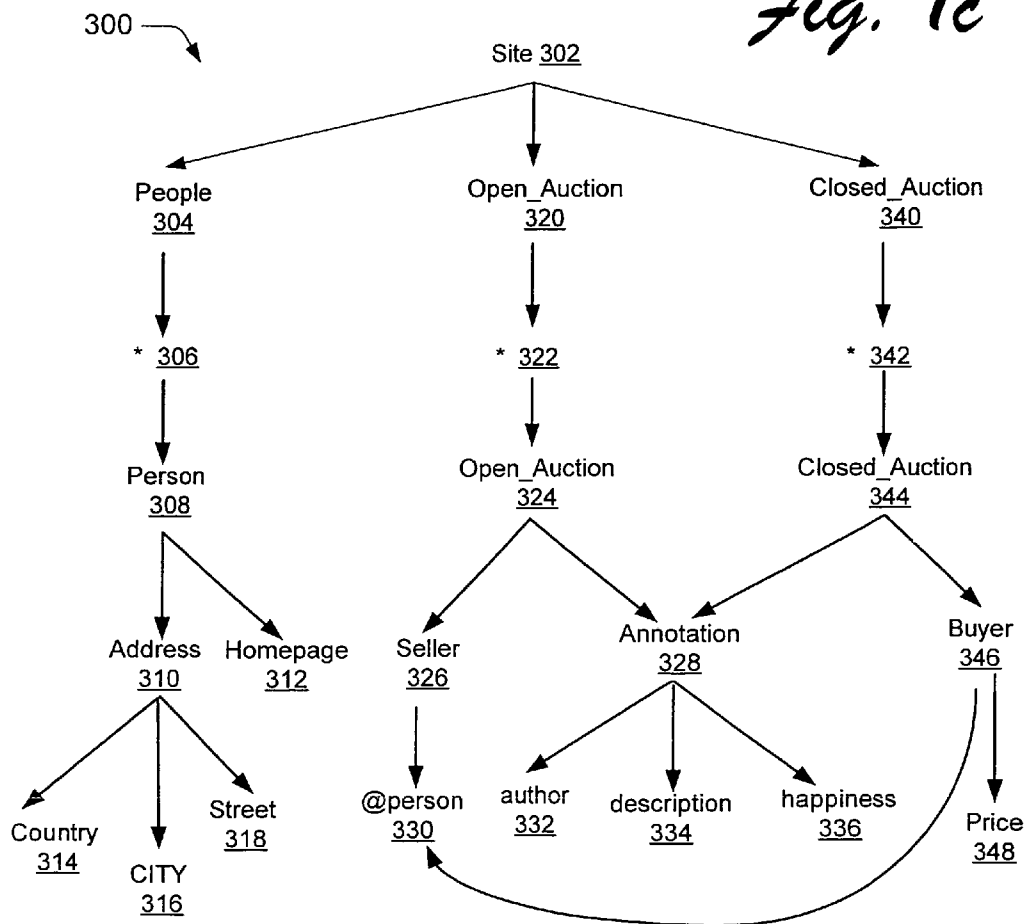 Fig. 1c
300
Site 302
People
304
Open_Auction
320
Closed_Auction
340
* 306
* 322
* 342
Person
308
Open_Auction
324
Closed_Auction
344
Address
310
Homepage
312
Seller
326
Annotation
328
Buyer
346
Country
314
CITY
316
Street
318
@person
330
author
332
description
334
happiness
336
Price
348